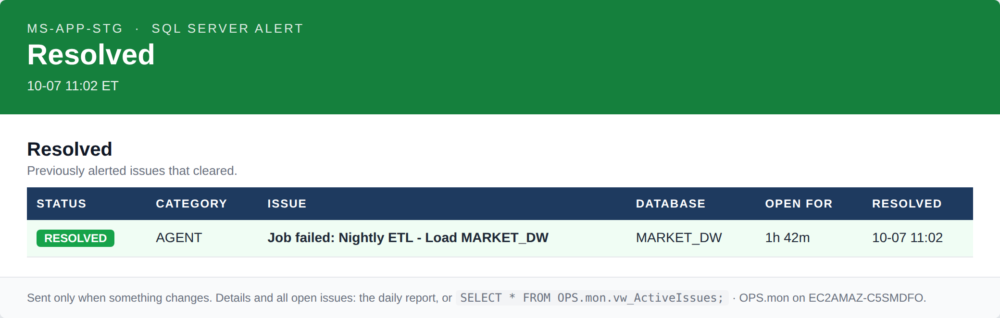 MS-APP-STG · SQL SERVER ALERT
Resolved
10-07 11:02 ET
Resolved
Previously alerted issues that cleared.
STATUS CATEGORY ISSUE DATABASE OPEN FOR RESOLVED
RESOLVED AGENT Job failed: Nightly ETL - Load MARKET_DW MARKET_DW 1h 42m 10-07 11:02
Sent only when something changes. Details and all open issues: the daily report, or SELECT * FROM OPS.mon.vw_ActiveIssues; · OPS.mon on EC2AMAZ-C5SMDFO.